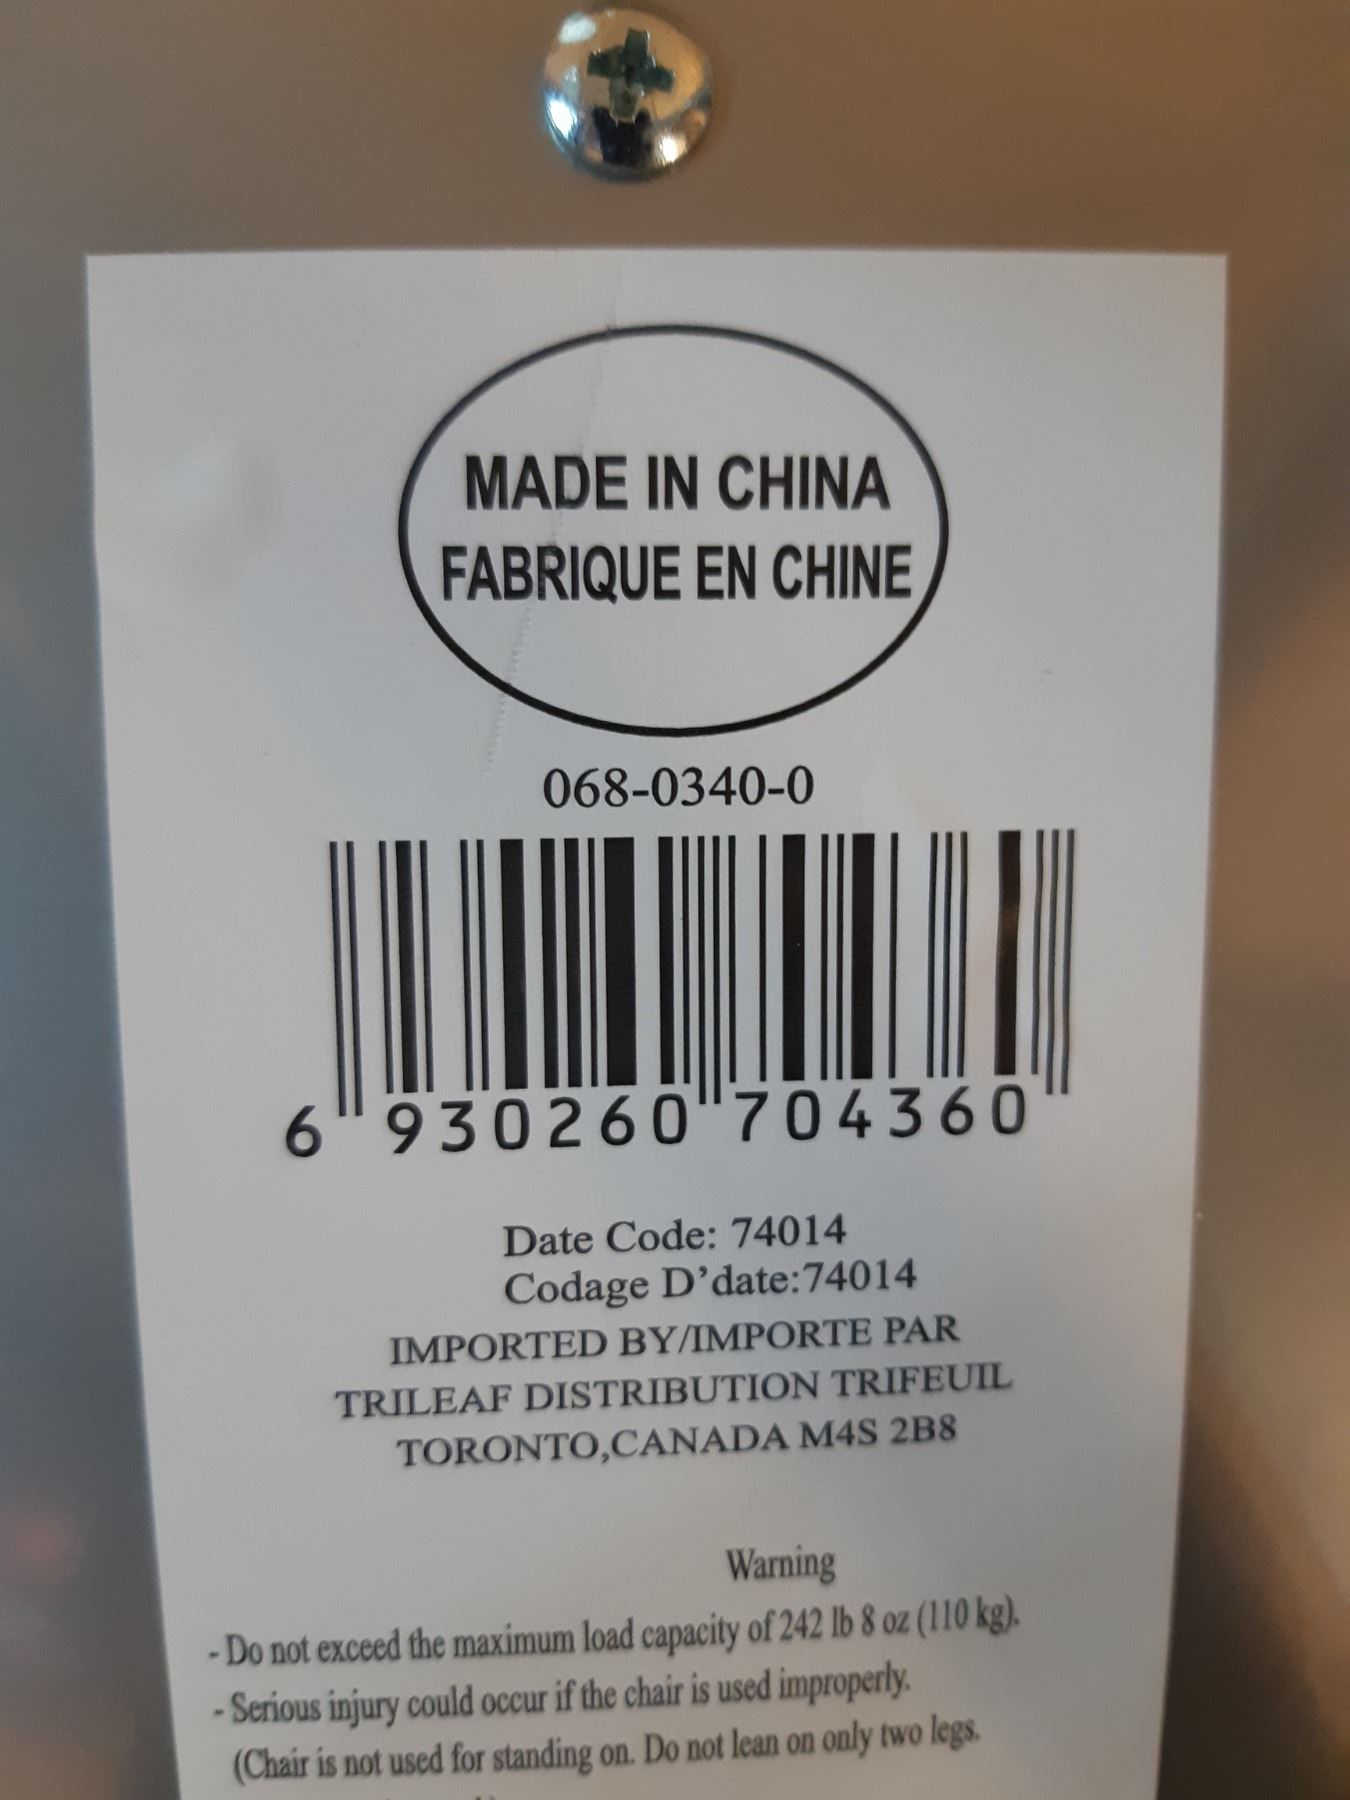 MADE IN CHINA
FABRIQUE EN CHINE
068-0340-0
6 930260 704360
Date Code: 74014
Codage D’date:74014
IMPORTED BY/IMPORTE PAR
TRILEAF DISTRIBUTION TRIFEUIL
TORONTO,CANADA M4S 2B8
Warning
- Do not exceed the maximum load capacity of 242 lb 8 oz (110 kg).
- Serious injury could occur if the chair is used improperly.
(Chair is not used for standing on. Do not lean on only two legs.